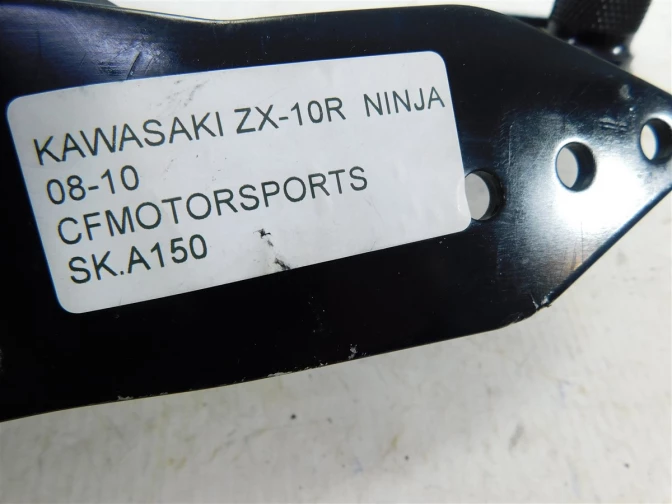 KAWASAKI ZX-10R NINJA
08-10
CFMOTORSPORTS
SK.A150